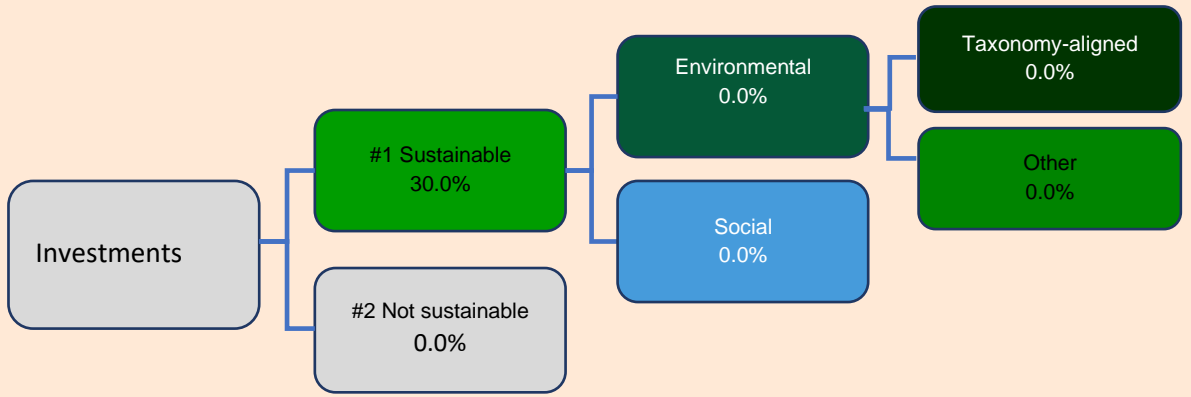 Investments
#1 Sustainable
30.0%
#2 Not sustainable
0.0%
Environmental
0.0%
Social
0.0%
Taxonomy-aligned
0.0%
Other
0.0%